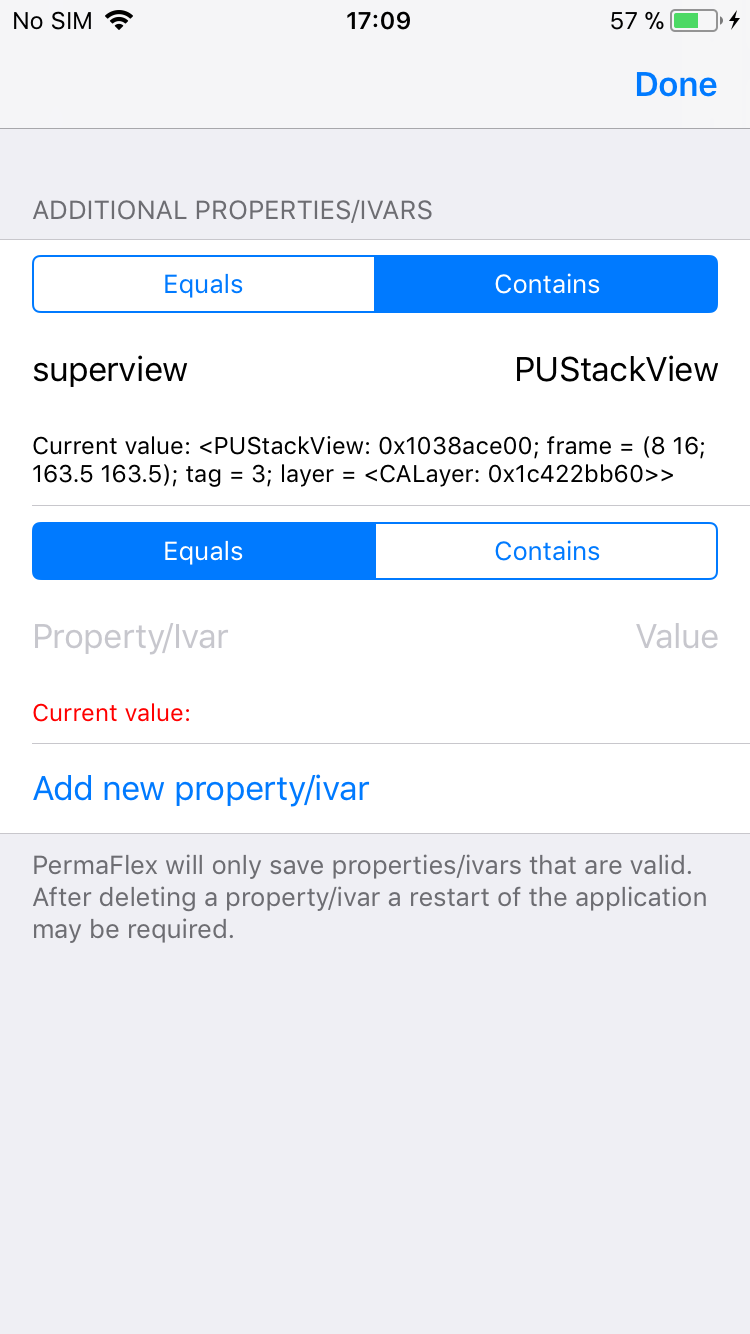 No SIM 17:09 57 %
Done
ADDITIONAL PROPERTIES/IVARS
Equals Contains
superview PUStackView
Current value: <PUStackView: 0x1038ace00; frame = (8 16;
163.5 163.5); tag = 3; layer = <CALayer: 0x1c422bb60>>
Equals Contains
Property/Ivar Value
Current value:
Add new property/ivar
PermaFlex will only save properties/ivars that are valid.
After deleting a property/ivar a restart of the application
may be required.